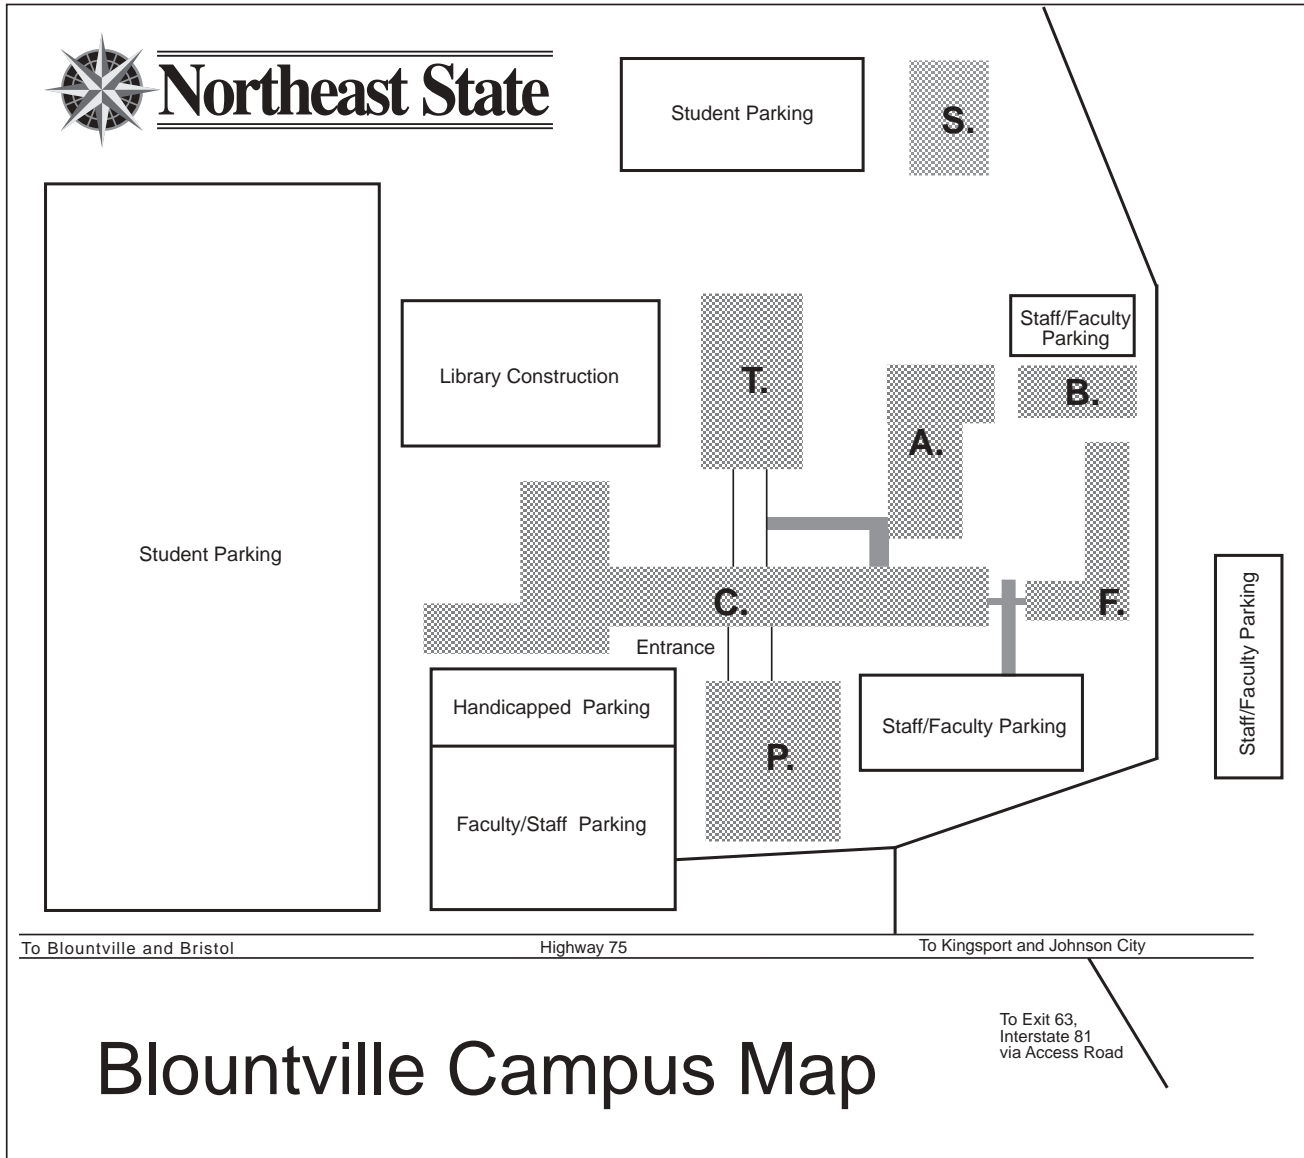 Northeast State
Student Parking
S.
Staff/Faculty
Parking
Library Construction
T.
B.
A.
Student Parking
C.
F.
Entrance
Staff/Faculty Parking
Handicapped Parking
Staff/Faculty Parking
P.
Faculty/Staff Parking
To Blountville and Bristol
Highway 75
To Kingsport and Johnson City
To Exit 63,
Interstate 81
via Access Road
Blountville Campus Map